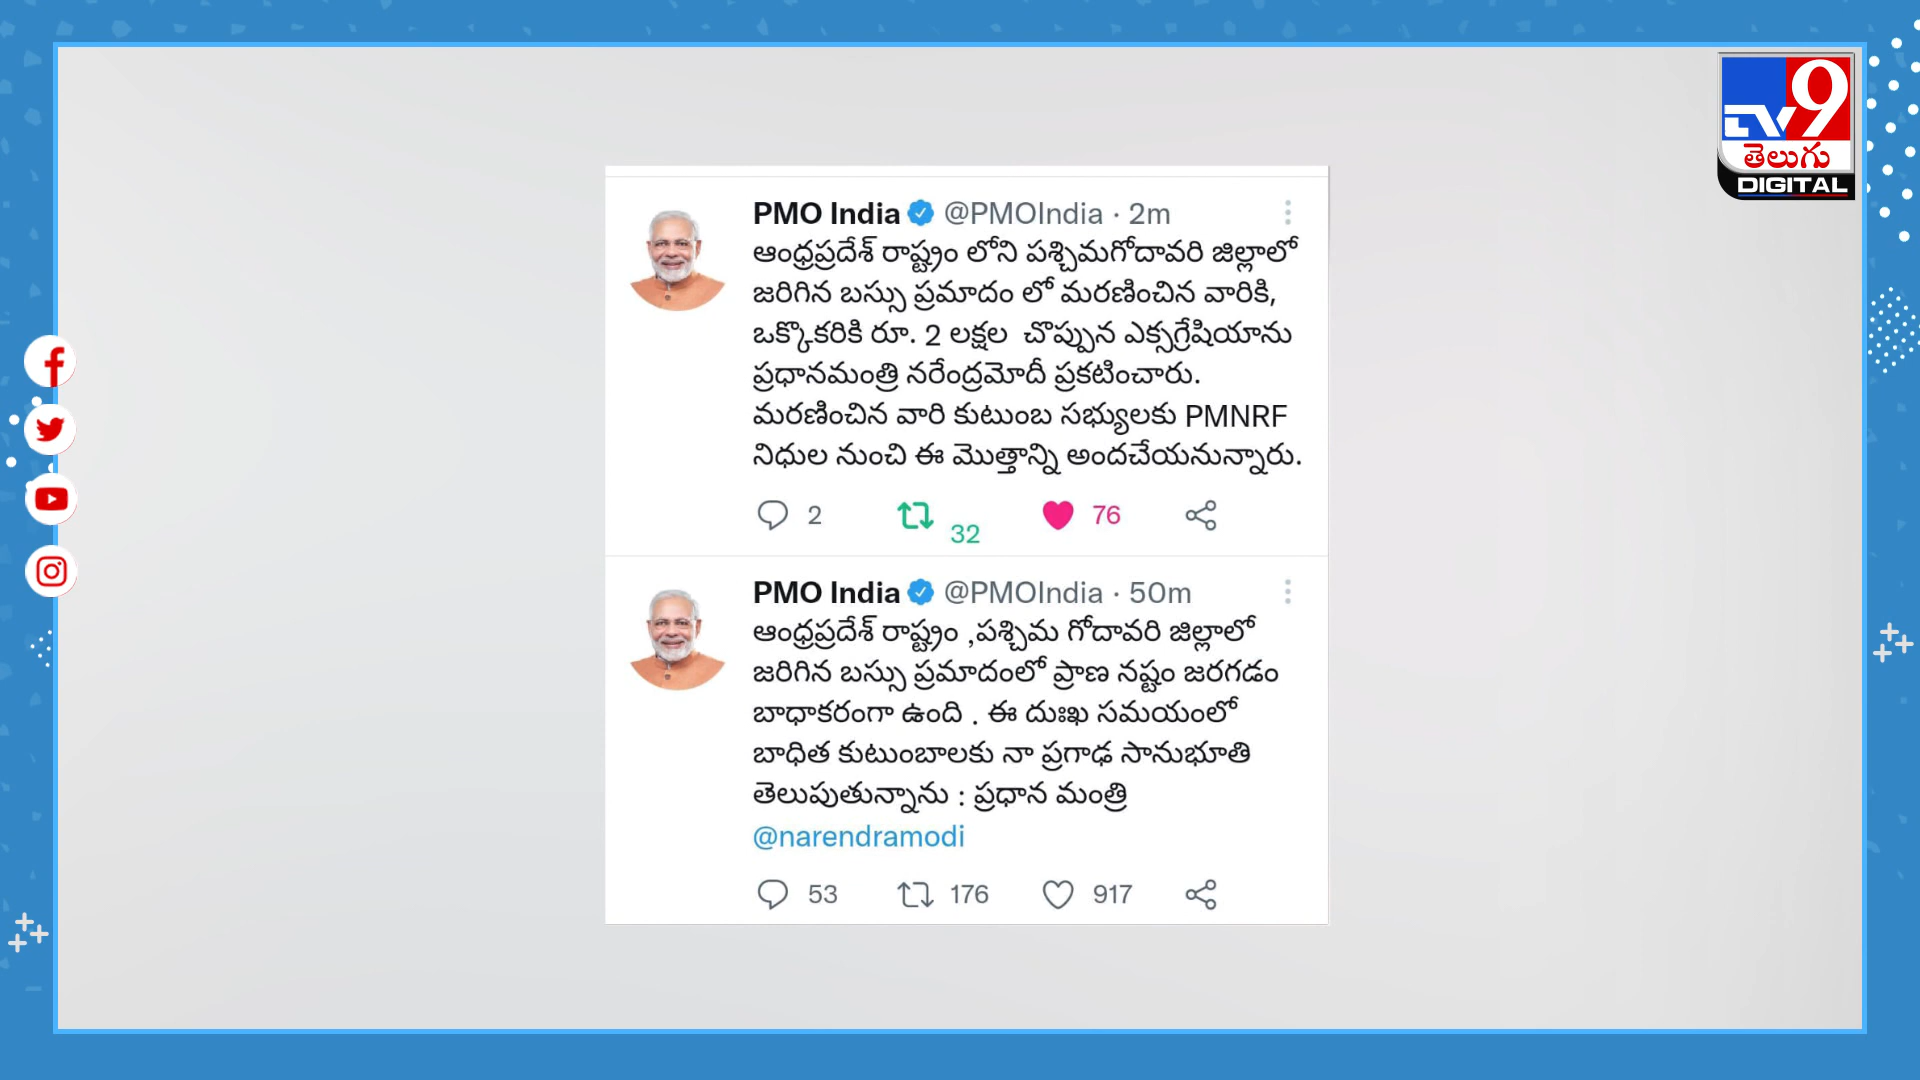 TV9
తెలుగు
DIGITAL
PMO India @PMOIndia · 2m
ఆంధ్రప్రదేశ్ రాష్ట్రం లోని పశ్చిమగోదావరి జిల్లాలో
జరిగిన బస్సు ప్రమాదం లో మరణించిన వారికి,
ఒక్కొకరికి రూ. 2 లక్షల చొప్పున ఎక్సగ్రేషియాను
ప్రధానమంత్రి నరేంద్రమోదీ ప్రకటించారు.
మరణించిన వారి కుటుంబ సభ్యులకు PMNRF
నిధుల నుంచి ఈ మొత్తాన్ని అందచేయనున్నారు.
2 32 76
PMO India @PMOIndia · 50m
ఆంధ్రప్రదేశ్ రాష్ట్రం ,పశ్చిమ గోదావరి జిల్లాలో
జరిగిన బస్సు ప్రమాదంలో ప్రాణ నష్టం జరగడం
బాధాకరంగా ఉంది . ఈ దుఃఖ సమయంలో
బాధిత కుటుంబాలకు నా ప్రగాఢ సానుభూతి
తెలుపుతున్నాను : ప్రధాన మంత్రి
@narendramodi
53 176 917